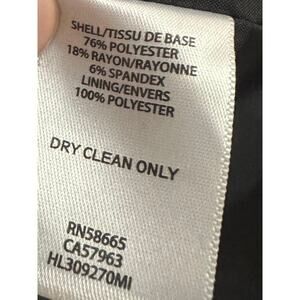 SHELL/TISSU DE BASE
76% POLYESTER
18% RAYON/RAYONNE
6% SPANDEX
LINING/ENVERS
100% POLYESTER
DRY CLEAN ONLY
RN58665
CA57963
HL309270MI